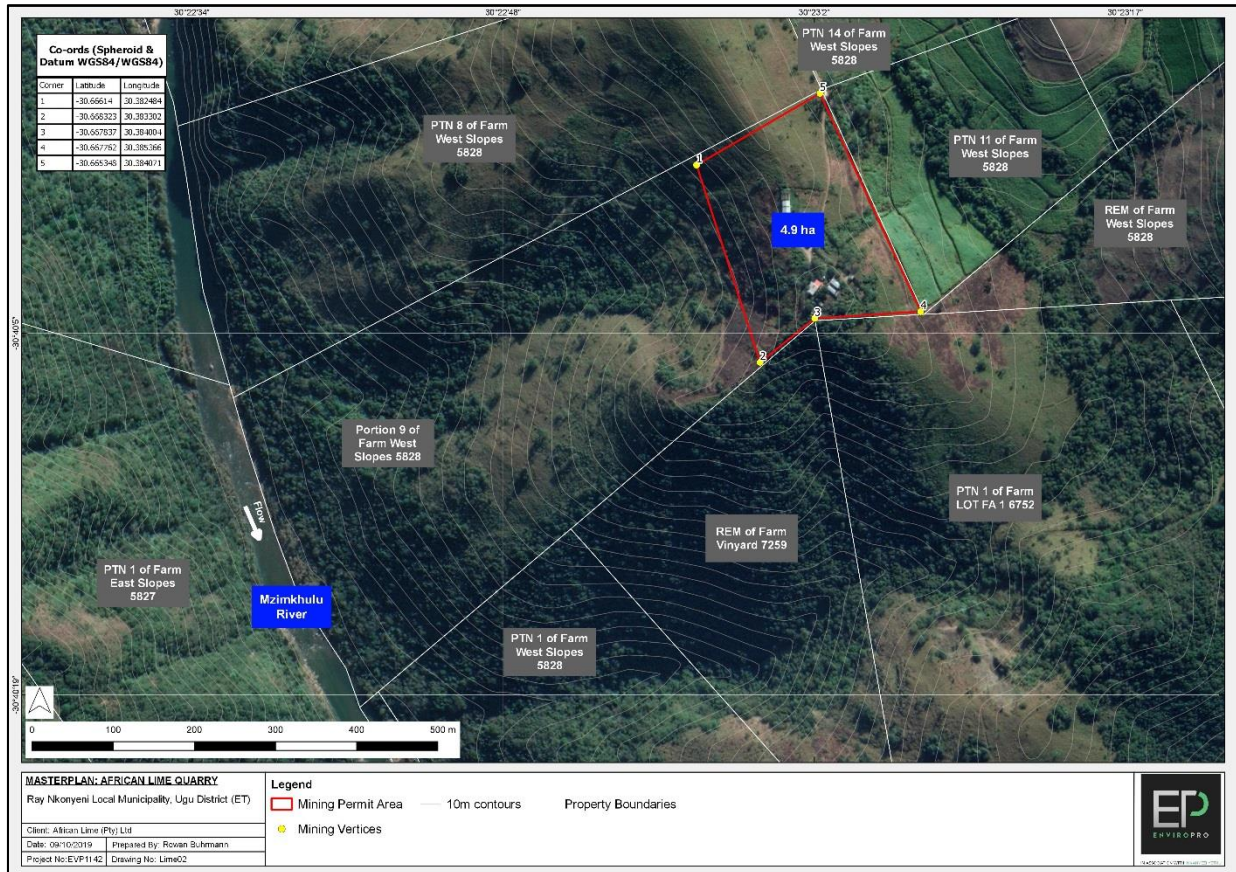 30°22'34"
30°22'48"
30°23'2"
30°23'17"
Co-ords (Spheroid &
Datum WGS84/WGS84)
Corner Latitude Longitude
1 -30.66614 30.382484
2 -30.668323 30.383302
3 -30.667837 30.384004
4 -30.667762 30.385366
5 -30.665348 30.384071
PTN 14 of Farm
West Slopes
5828
5
PTN 8 of Farm
West Slopes
5828
PTN 11 of Farm
West Slopes
5828
1
REM of Farm
West Slopes
5828
4.9 ha
4
3
2
-30°40'5"
Portion 9 of
Farm West
Slopes 5828
PTN 1 of Farm
LOT FA 1 6752
Flow
REM of Farm
Vinyard 7259
PTN 1 of Farm
East Slopes
5827
Mzimkhulu
River
PTN 1 of Farm
West Slopes
5828
-30°40'19"
0 100 200 300 400 500 m
MASTERPLAN: AFRICAN LIME QUARRY
Ray Nkonyeni Local Municipality, Ugu District (ET)
Client: African Lime (Pty) Ltd
Date: 09/10/2019 Prepared By: Rowan Buhrmann
Project No:EVP1142 Drawing No: Lime02
Legend
Mining Permit Area 10m contours Property Boundaries
Mining Vertices
EP
ENVIROPRO
IN ASSOCIATION WITH